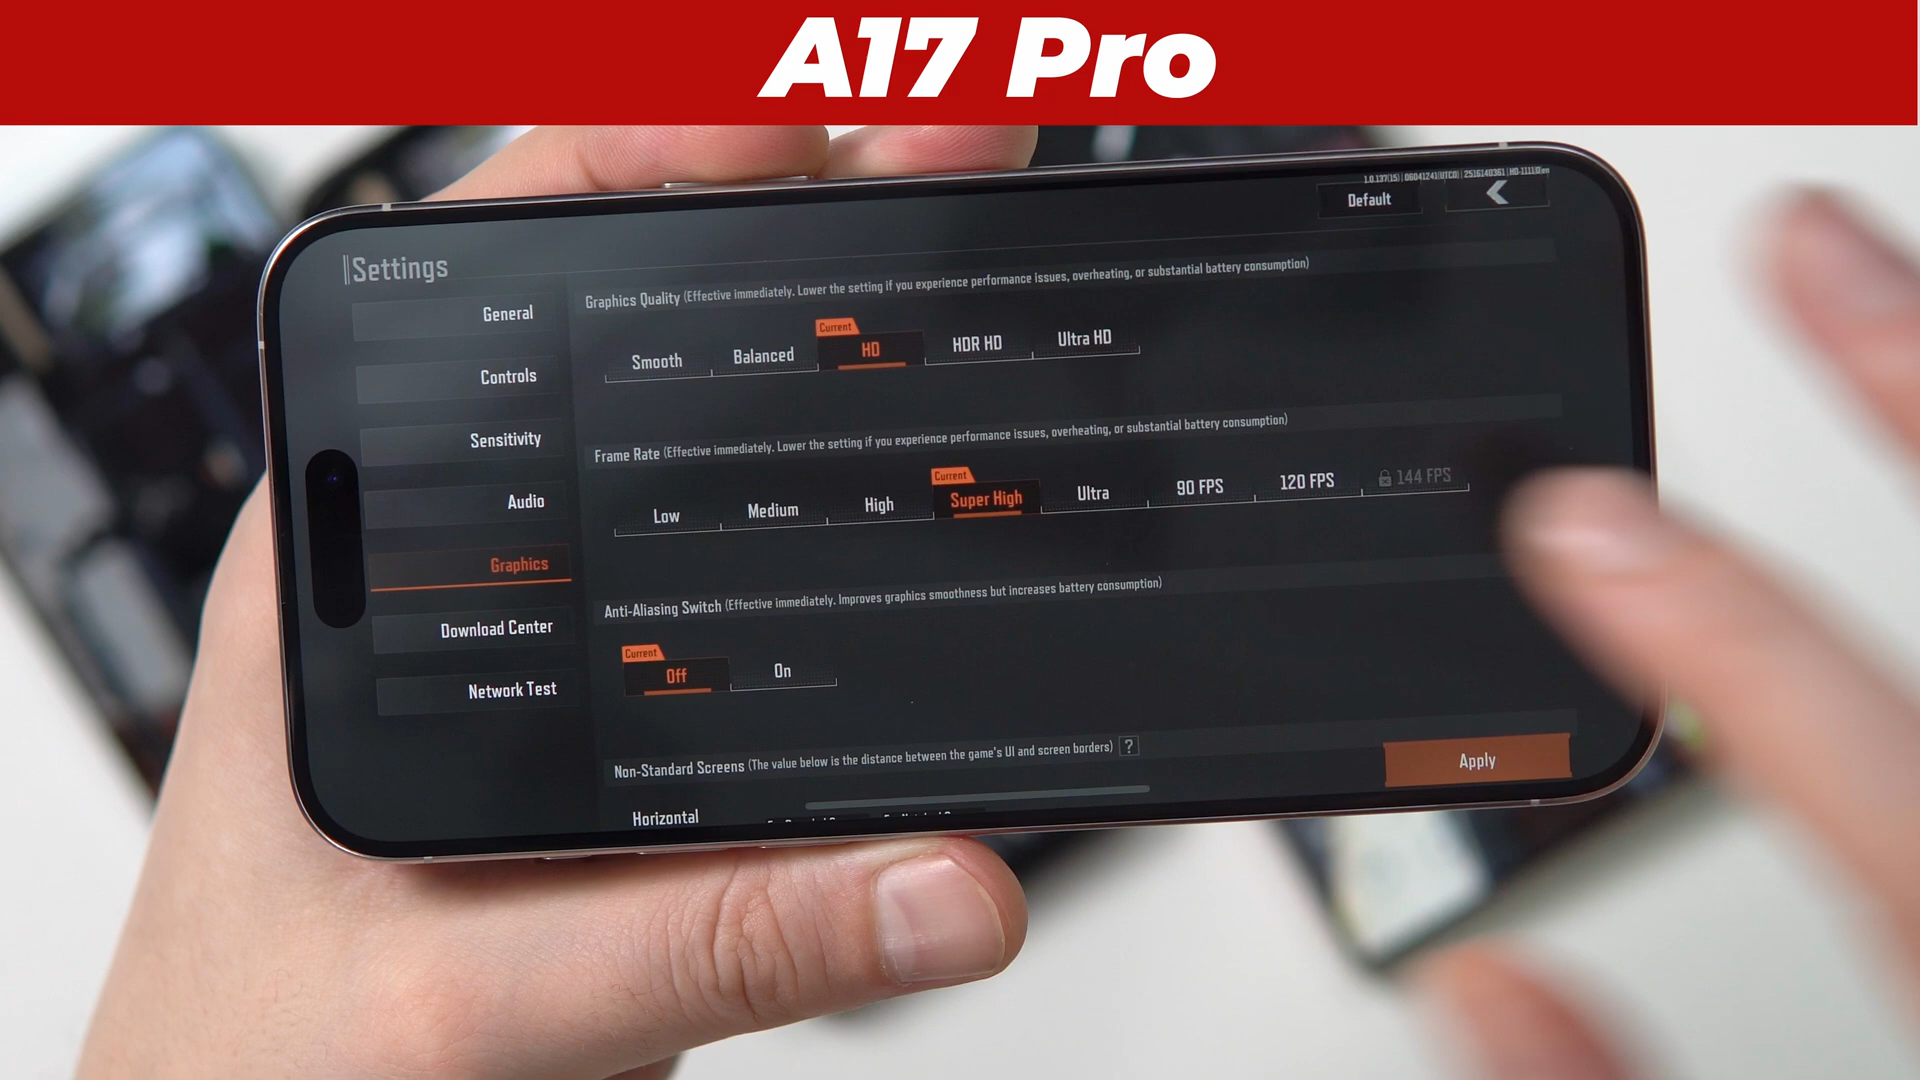 A17 Pro
Default
Settings
General
Controls
Sensitivity
Audio
Graphics
Download Center
Network Test
Graphics Quality (Effective immediately. Lower the setting if you experience performance issues, overheating, or substantial battery consumption)
Current
Smooth Balanced HD HDR HD Ultra HD
Frame Rate (Effective immediately. Lower the setting if you experience performance issues, overheating, or substantial battery consumption)
Current
Low Medium High Super High Ultra 90 FPS 120 FPS 144 FPS
Anti-Aliasing Switch (Effective immediately. Improves graphics smoothness but increases battery consumption)
Current
Off On
Non-Standard Screens (The value below is the distance between the game's UI and screen borders) ?
Horizontal
Apply